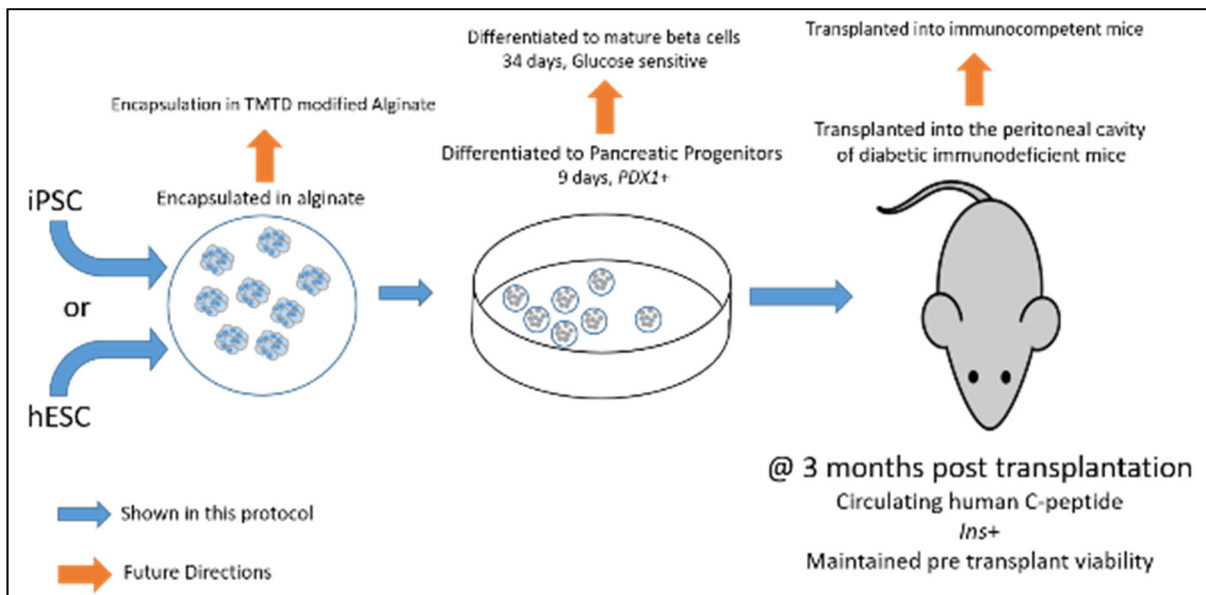 Differentiated to mature beta cells
34 days, Glucose sensitive
Transplanted into immunocompetent mice
Encapsulation in TMTD modified Alginate
Transplanted into the peritoneal cavity
of diabetic immunodeficient mice
Differentiated to Pancreatic Progenitors
9 days, PDX1+
Encapsulated in alginate
iPSC
or
hESC
@ 3 months post transplantation
Circulating human C-peptide
Ins+
Maintained pre transplant viability
Shown in this protocol
Future Directions